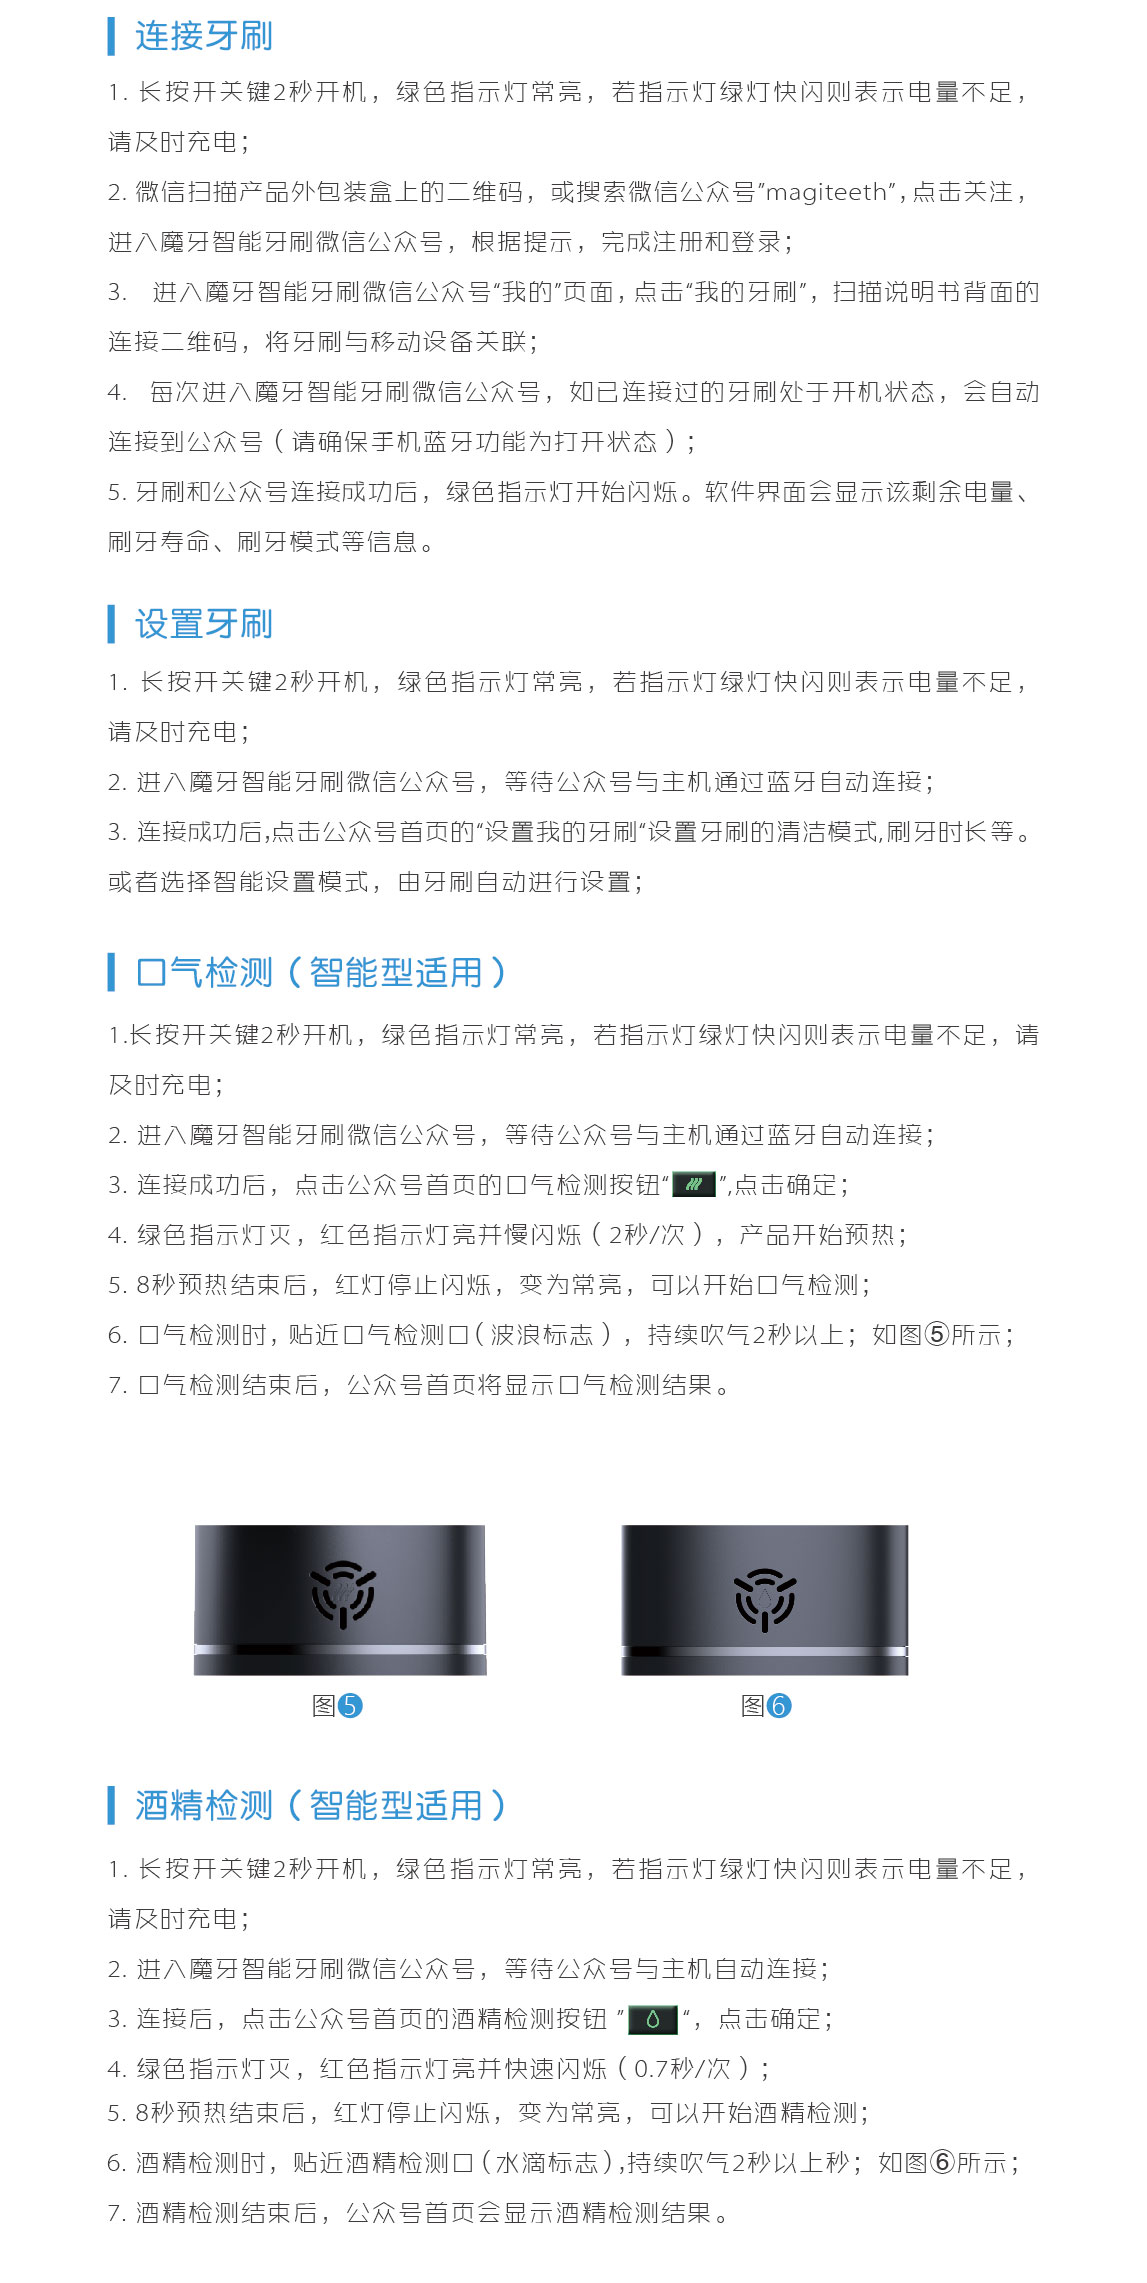 连接牙刷
1. 长按开关键2秒开机，绿色指示灯常亮，若指示灯绿灯快闪则表示电量不足，
请及时充电；
2. 微信扫描产品外包装盒上的二维码，或搜索微信公众号”magiteeth”，点击关注，
进入魔牙智能牙刷微信公众号，根据提示，完成注册和登录；
3. 进入魔牙智能牙刷微信公众号“我的”页面，点击“我的牙刷”，扫描说明书背面的
连接二维码，将牙刷与移动设备关联；
4. 每次进入魔牙智能牙刷微信公众号，如已连接过的牙刷处于开机状态，会自动
连接到公众号（请确保手机蓝牙功能为打开状态）；
5. 牙刷和公众号连接成功后，绿色指示灯开始闪烁。软件界面会显示该剩余电量、
刷牙寿命、刷牙模式等信息。
设置牙刷
1. 长按开关键2秒开机，绿色指示灯常亮，若指示灯绿灯快闪则表示电量不足，
请及时充电；
2. 进入魔牙智能牙刷微信公众号，等待公众号与主机通过蓝牙自动连接；
3. 连接成功后,点击公众号首页的“设置我的牙刷“设置牙刷的清洁模式,刷牙时长等。
或者选择智能设置模式，由牙刷自动进行设置；
口气检测（智能型适用）
1.长按开关键2秒开机，绿色指示灯常亮，若指示灯绿灯快闪则表示电量不足，请
及时充电；
2. 进入魔牙智能牙刷微信公众号，等待公众号与主机通过蓝牙自动连接；
3. 连接成功后，点击公众号首页的口气检测按钮“ ”,点击确定；
4. 绿色指示灯灭，红色指示灯亮并慢闪烁（2秒/次），产品开始预热；
5. 8秒预热结束后，红灯停止闪烁，变为常亮，可以开始口气检测；
6. 口气检测时, 贴近口气检测口（波浪标志），持续吹气2秒以上；如图⑤所示；
7. 口气检测结束后，公众号首页将显示口气检测结果。
图❺
图❻
酒精检测（智能型适用）
1. 长按开关键2秒开机，绿色指示灯常亮，若指示灯绿灯快闪则表示电量不足，
请及时充电；
2. 进入魔牙智能牙刷微信公众号，等待公众号与主机自动连接；
3. 连接后，点击公众号首页的酒精检测按钮 ” “，点击确定；
4. 绿色指示灯灭，红色指示灯亮并快速闪烁（0.7秒/次）；
5. 8秒预热结束后，红灯停止闪烁，变为常亮，可以开始酒精检测；
6. 酒精检测时，贴近酒精检测口（水滴标志）,持续吹气2秒以上秒；如图⑥所示；
7. 酒精检测结束后，公众号首页会显示酒精检测结果。